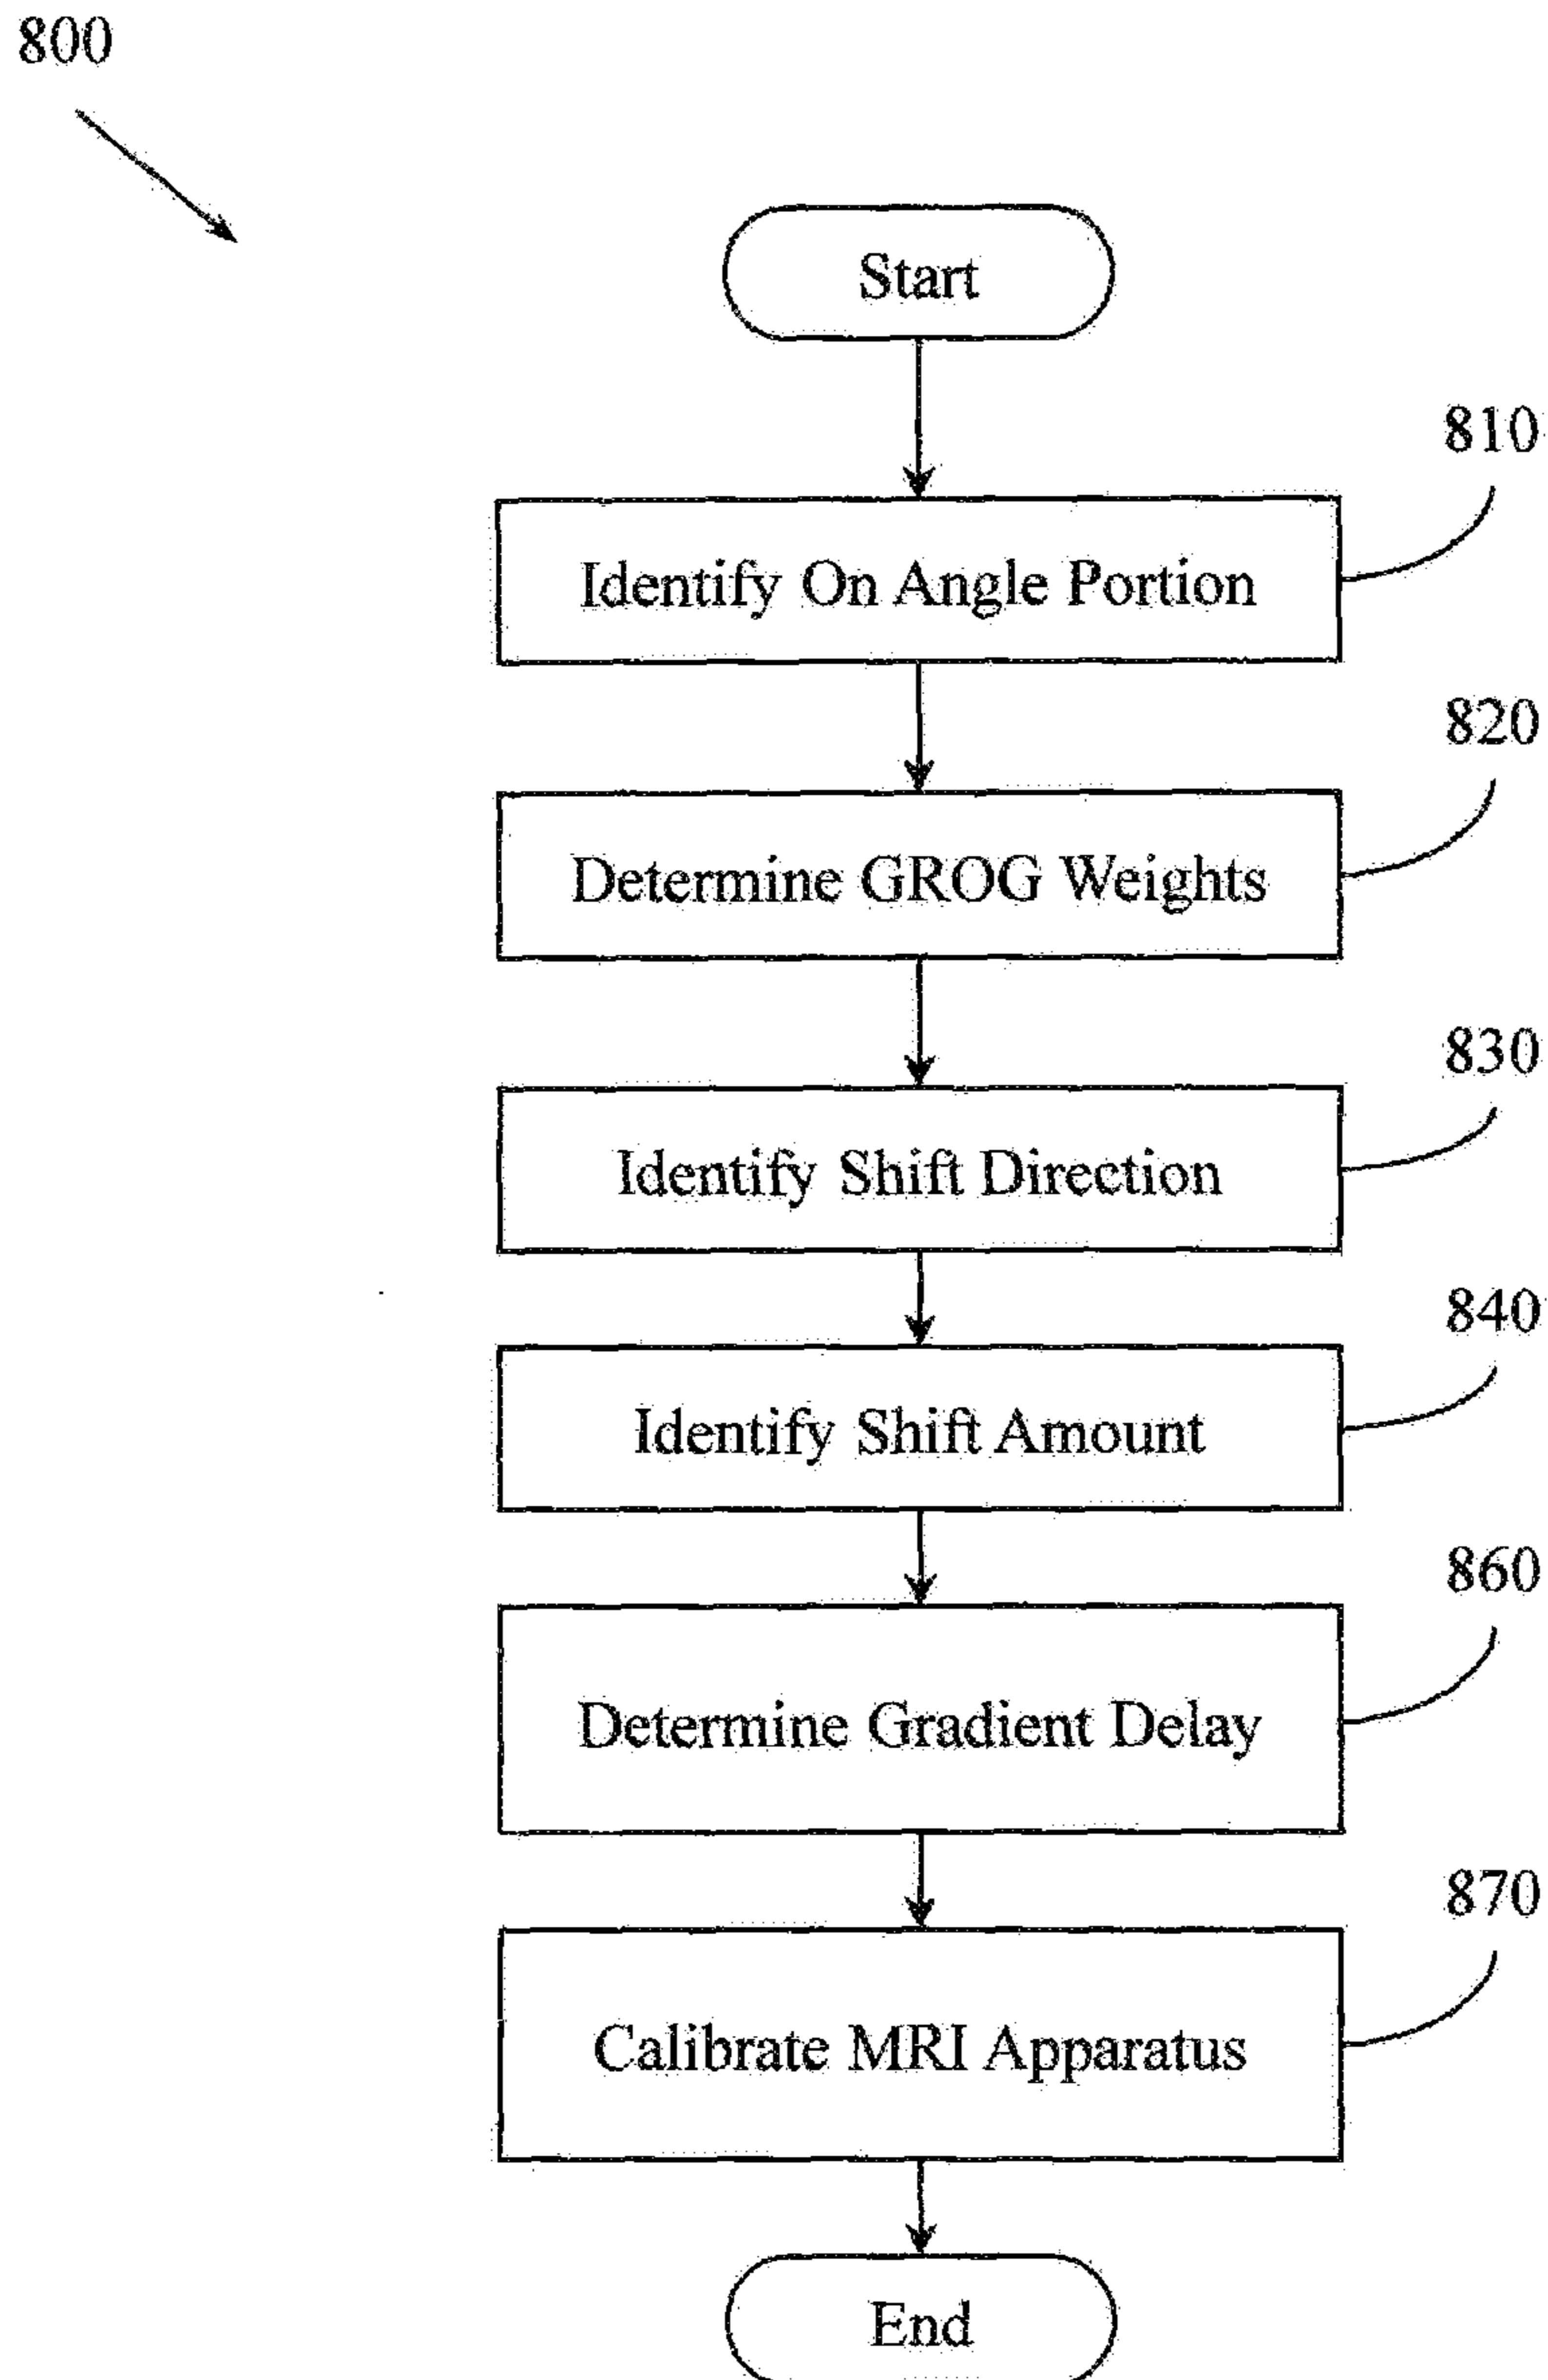 800
Start
810
Identify On Angle Portion
820
Determine GROG Weights
830
Identify Shift Direction
840
Identify Shift Amount
860
Determine Gradient Delay
870
Calibrate MRI Apparatus
End